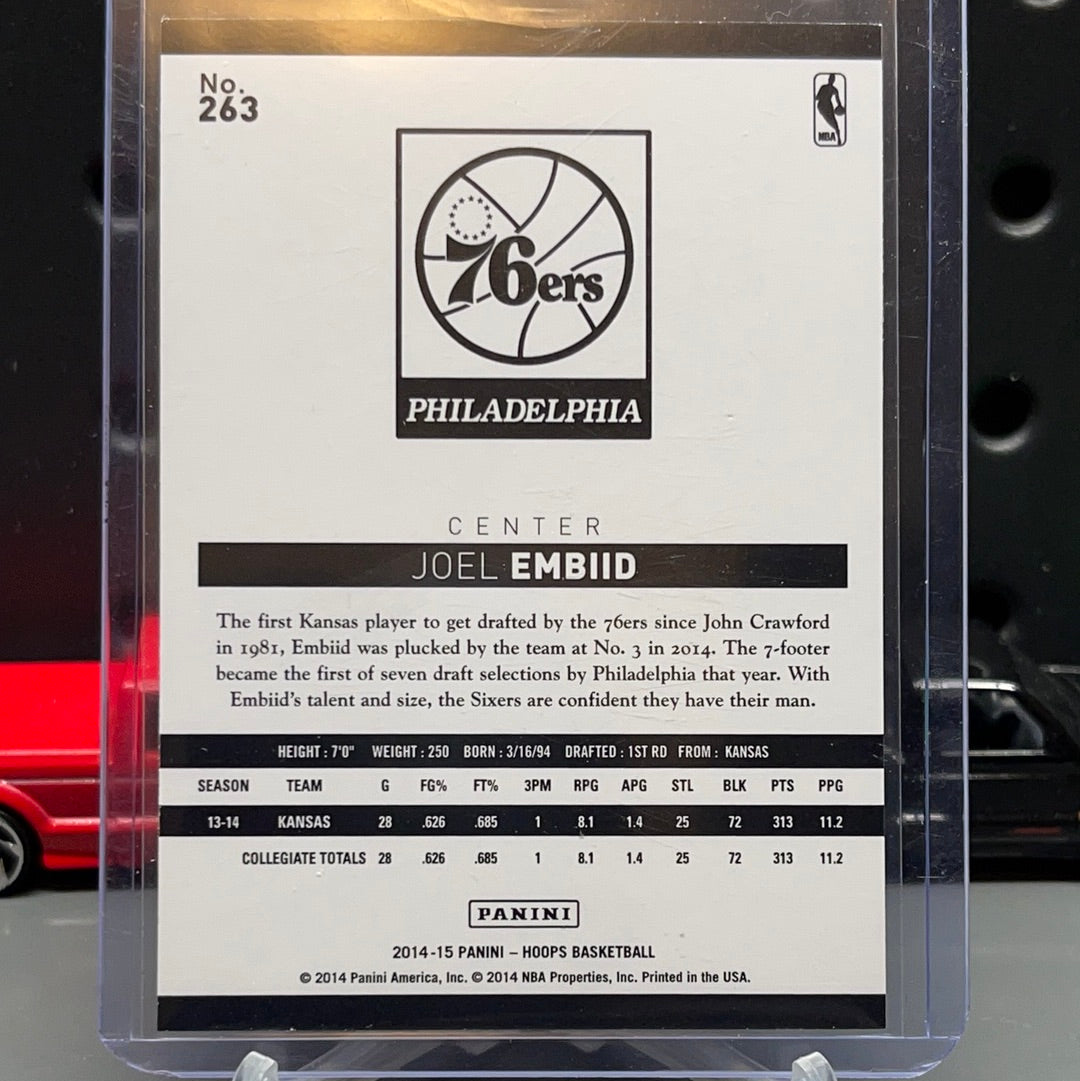 No.
263
NBA
76ers
PHILADELPHIA
CENTER
JOEL EMBIID
The first Kansas player to get drafted by the 76ers since John Crawford
in 1981, Embiid was plucked by the team at No. 3 in 2014. The 7-footer
became the first of seven draft selections by Philadelphia that year. With
Embiid's talent and size, the Sixers are confident they have their man.
HEIGHT : 7'0" WEIGHT : 250 BORN : 3/16/94 DRAFTED : 1ST RD FROM : KANSAS
SEASON TEAM G FG% FT% 3PM RPG APG STL BLK PTS PPG
13-14 KANSAS 28 .626 .685 1 8.1 1.4 25 72 313 11.2
COLLEGIATE TOTALS 28 .626 .685 1 8.1 1.4 25 72 313 11.2
PANINI
2014-15 PANINI – HOOPS BASKETBALL
© 2014 Panini America, Inc. © 2014 NBA Properties, Inc. Printed in the USA.